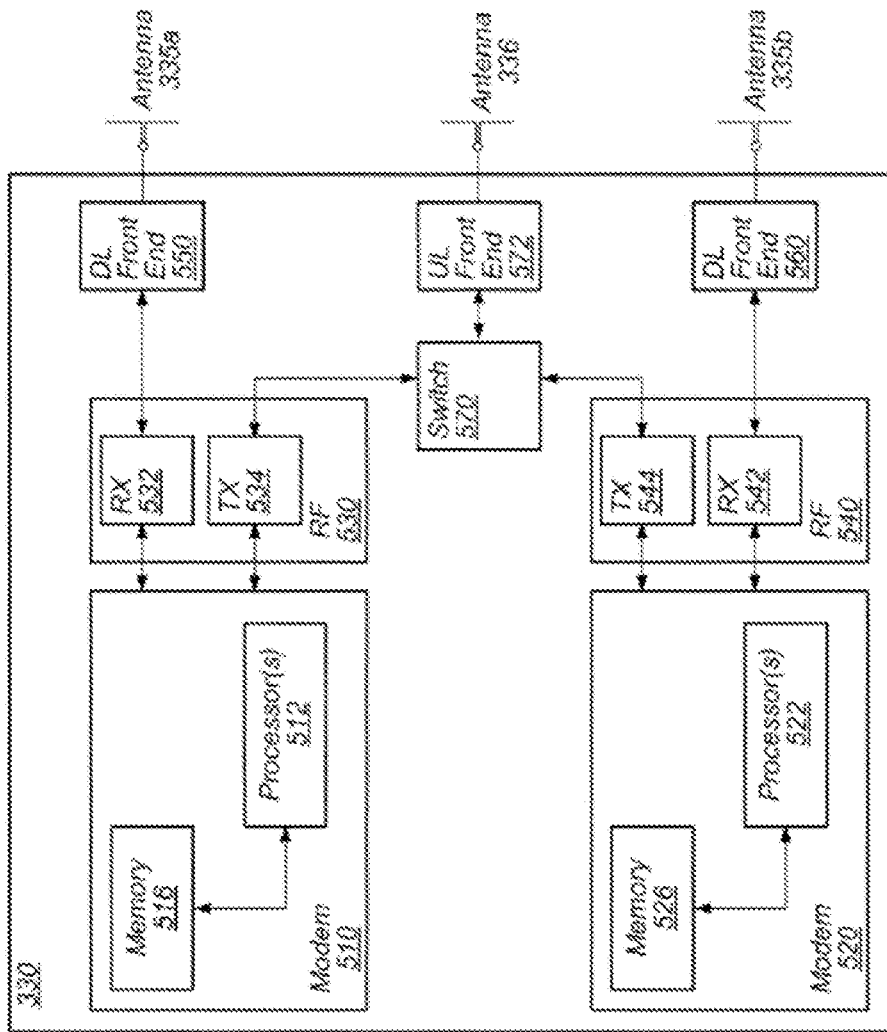 330
Memory
516
Processor(s)
512
Modem
510
RX
532
TX
534
RF
530
DL
Front
End
550
Antenna
335a
Switch
570
UL
Front
End
572
Antenna
336
Memory
526
Processor(s)
522
Modem
520
TX
544
RX
542
RF
540
DL
Front
End
560
Antenna
335b